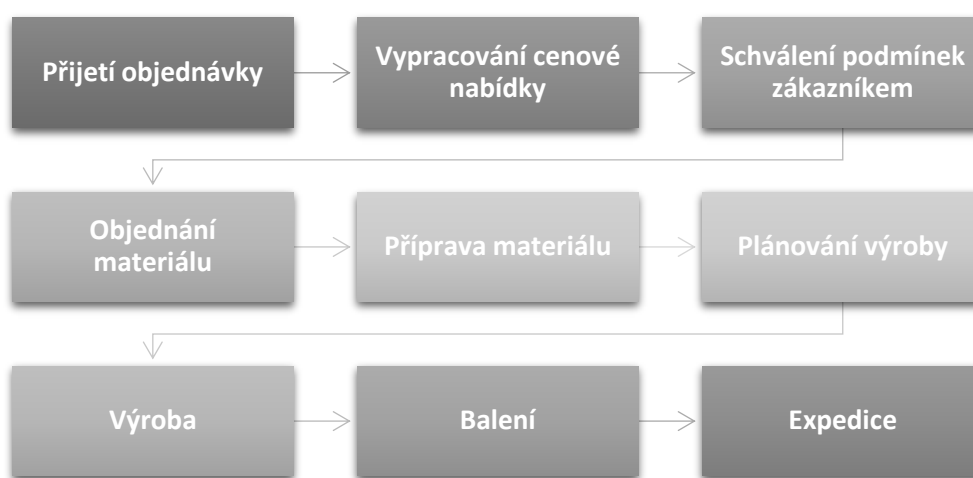 Přijetí objednávky
Vypracování cenové
nabídky
Schválení podmínek
zákazníkem
Objednání
materiálu
Příprava materiálu
Plánování výroby
Výroba
Balení
Expedice